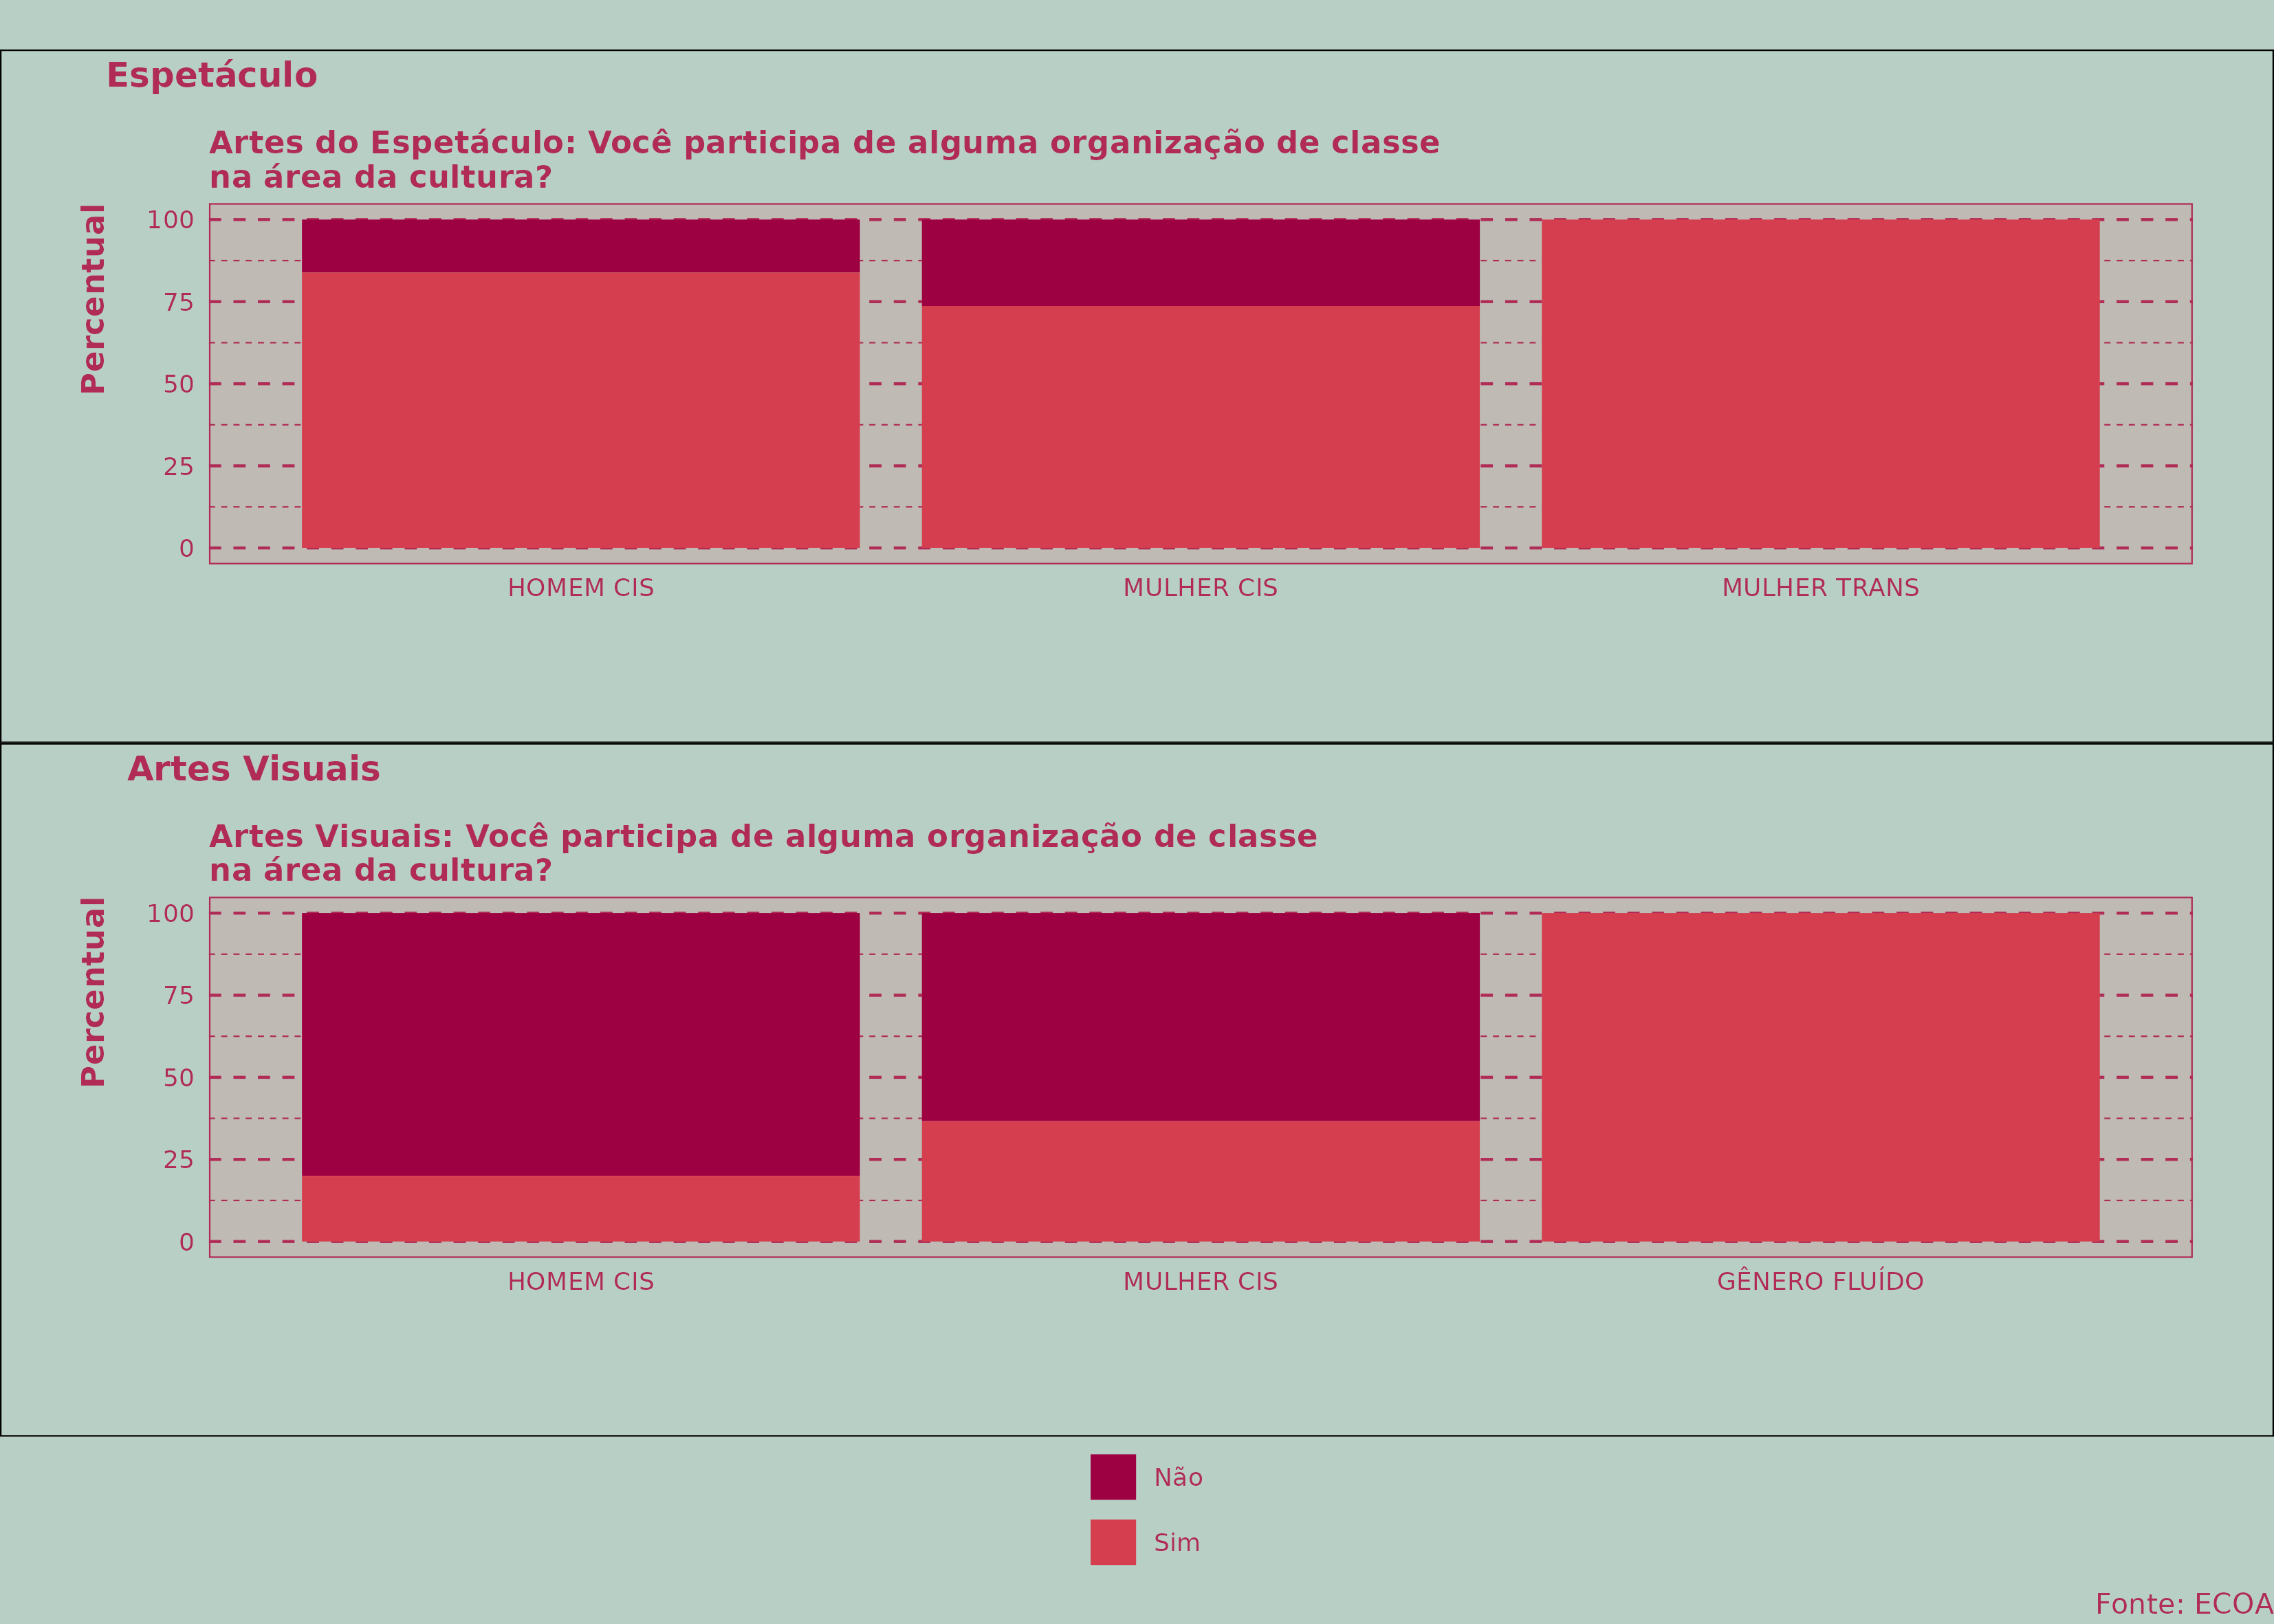 Espetáculo
Artes do Espetáculo: Você participa de alguma organização de classe
na área da cultura?
Percentual
100
75
50
25
0
HOMEM CIS
MULHER CIS
MULHER TRANS
Artes Visuais
Artes Visuais: Você participa de alguma organização de classe
na área da cultura?
Percentual
100
75
50
25
0
HOMEM CIS
MULHER CIS
GÊNERO FLUÍDO
Não
Sim
Fonte: ECOA